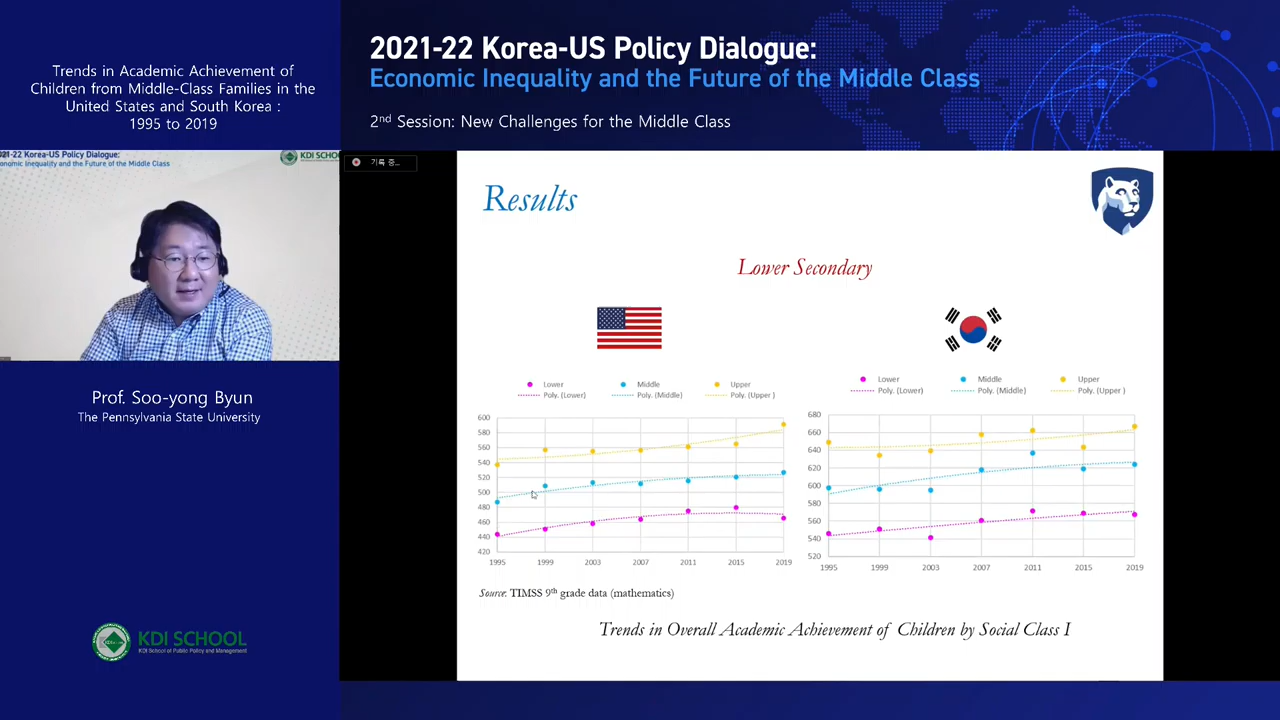 Trends in Academic Achievement of
Children from Middle-Class Families in the
United States and South Korea :
1995 to 2019
2021-22 Korea-US Policy Dialogue:
Economic Inequality and the Future of the Middle Class
2nd Session: New Challenges for the Middle Class
21-22 Korea-US Policy Dialogue:
onomic Inequality and the Future of the Middle Class
KDI SCHOO
기록 중...
Results
Lower Secondary
Lower Middle Upper
Poly. (Lower) Poly. (Middle) Poly. (Upper )
600
580
560
540
520
500
480
460
440
420
1995 1999 2003 2007 2011 2015 2019
Lower Middle Upper
Poly. (Lower) Poly. (Middle) Poly. (Upper )
680
660
640
620
600
580
560
540
520
1995 1999 2003 2007 2011 2015 2019
Source: TIMSS 9th grade data (mathematics)
Trends in Overall Academic Achievement of Children by Social Class I
Prof. Soo-yong Byun
The Pennsylvania State University
KDI SCHOOL
KDI School of Public Policy and Management